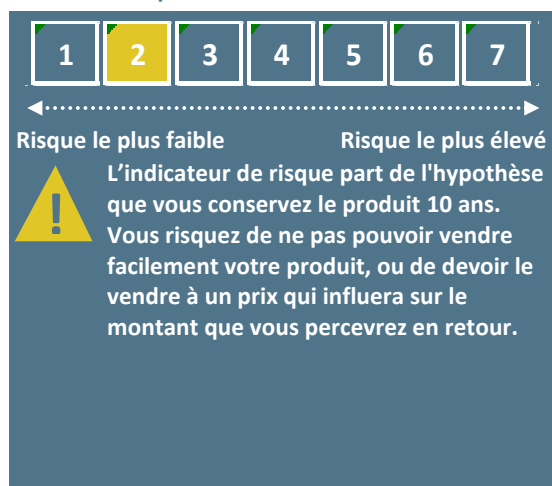 1 2 3 4 5 6 7
Risque le plus faible Risque le plus élevé
L’indicateur de risque part de l'hypothèse
que vous conservez le produit 10 ans.
Vous risquez de ne pas pouvoir vendre
facilement votre produit, ou de devoir le
vendre à un prix qui influera sur le
montant que vous percevrez en retour.